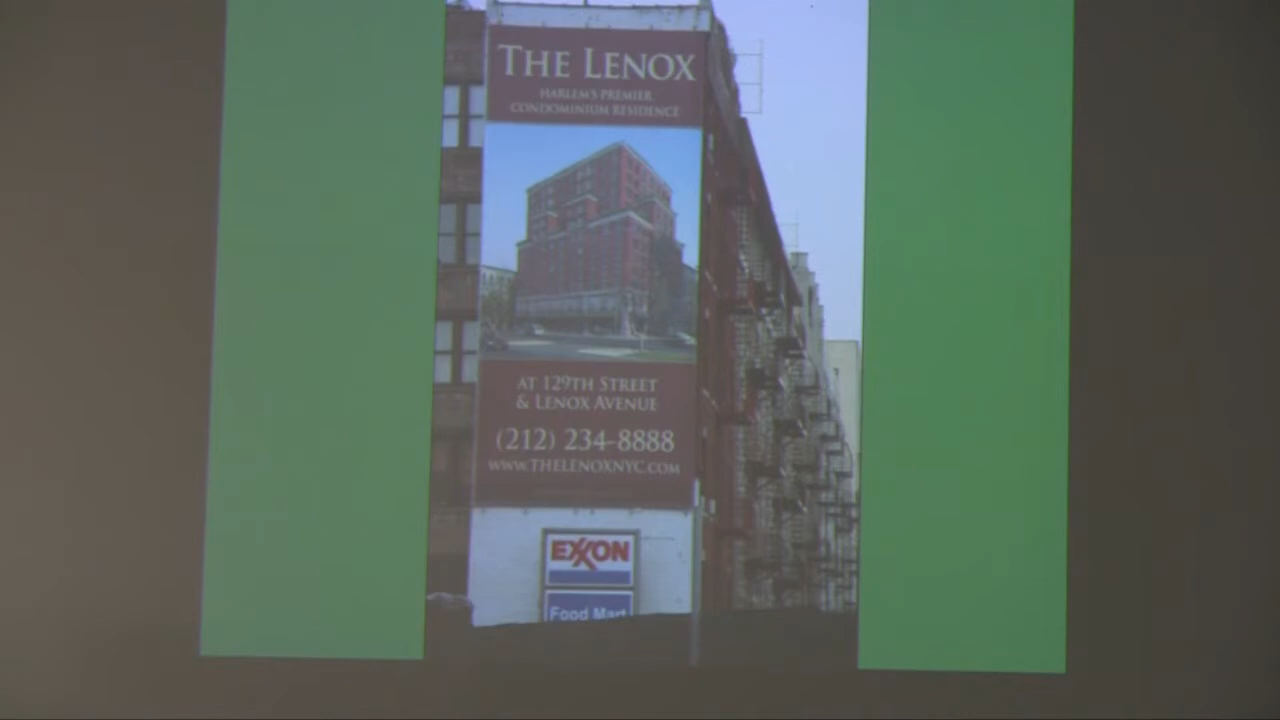 THE LENOX
HARLEM'S PREMIER
CONDOMINIUM RESIDENCE
AT 129TH STREET
& LENOX AVENUE
(212) 234-8888
WWW.THELENOXNYC.COM
EXXON
Food Mart